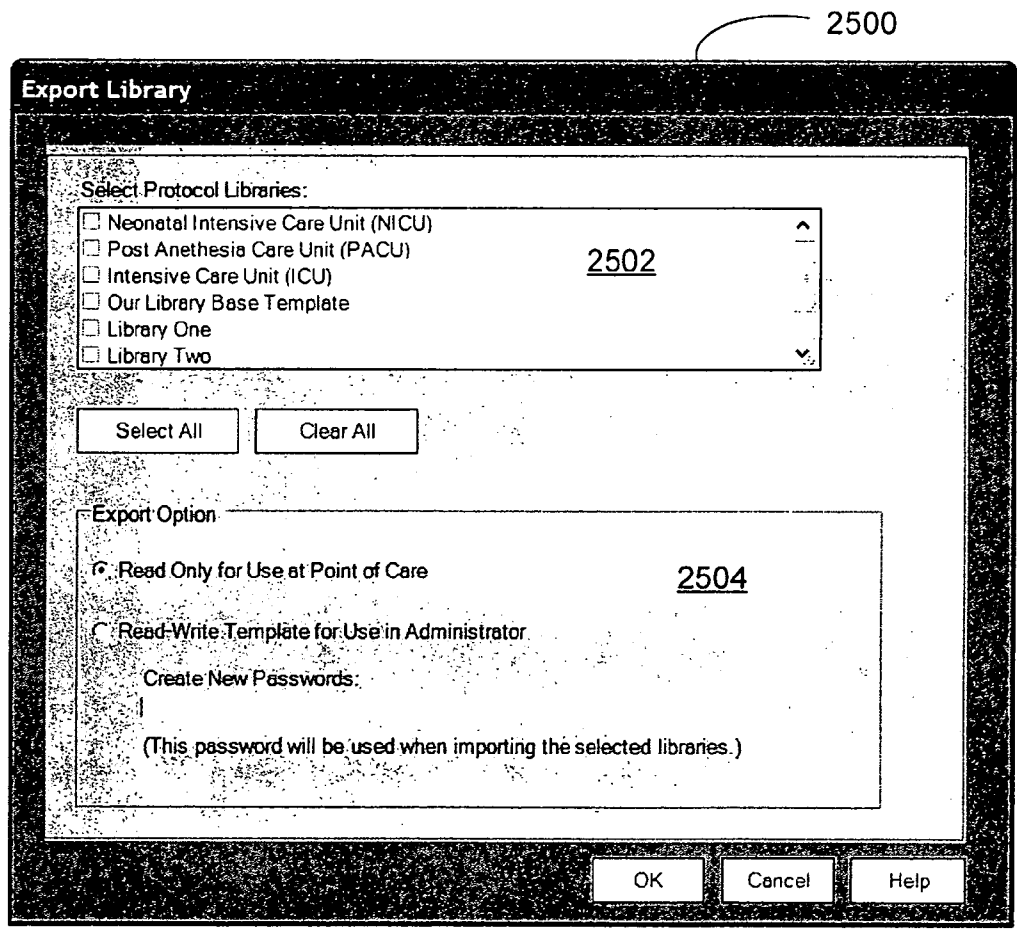 2500
Export Library
Select Protocol Libraries:
Neonatal Intensive Care Unit (NICU)
Post Anethesia Care Unit (PACU)
2502
Intensive Care Unit (ICU)
Our Library Base Template
Library One
Library Two
Select All Clear All
Export Option
Read Only for Use at Point of Care
2504
Read-Write Template for Use in Administrator
Create New Passwords:
(This password will be used when importing the selected libraries.)
OK Cancel Help